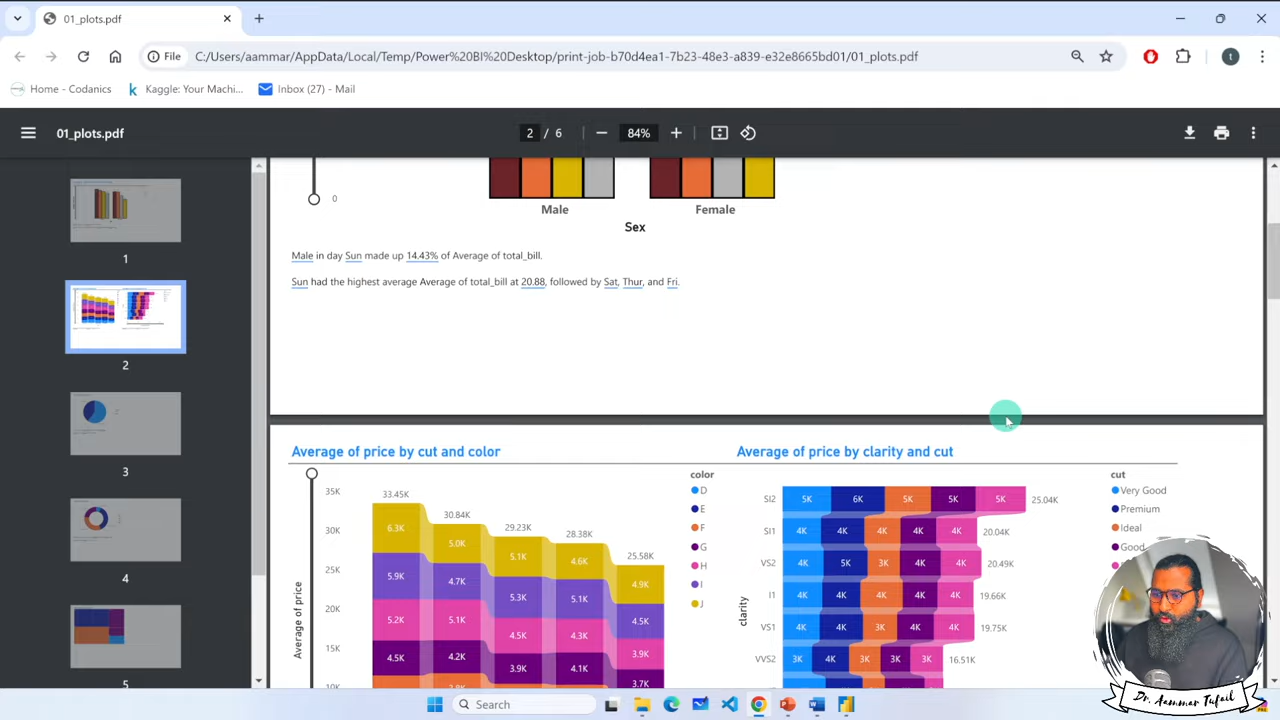 01_plots.pdf
File
C:/Users/aammar/AppData/Local/Temp/Power%20BI%20Desktop/print-job-b70d4ea1-7b23-48e3-a839-e32e8665bd01/01_plots.pdf
t
Home - Codanics
Kaggle: Your Machi...
Inbox (27) - Mail
01_plots.pdf
2 / 6
84%
1
2
3
4
5
0
Male
Female
Sex
Male in day Sun made up 14.43% of Average of total_bill.
Sun had the highest average Average of total_bill at 20.88, followed by Sat, Thur, and Fri.
Average of price by cut and color
35K
30K
25K
20K
15K
10K
Average of price
33.45K
30.84K
29.23K
28.38K
25.58K
6.3K
5.0K
5.1K
4.6K
4.9K
5.9K
4.7K
5.3K
5.1K
4.5K
5.2K
5.1K
4.5K
4.3K
3.9K
4.5K
4.2K
3.9K
4.1K
3.7K
color
D
E
F
G
H
I
J
Average of price by clarity and cut
clarity
SI2 5K 6K 5K 5K 5K 25.04K
SI1 4K 4K 4K 4K 4K 20.04K
VS2 4K 5K 3K 4K 4K 20.49K
I1 4K 4K 4K 4K 4K 19.66K
VS1 4K 4K 3K 4K 4K 19.75K
VVS2 3K 4K 3K 3K 3K 16.51K
cut
Very Good
Premium
Ideal
Good
Dr. Aammar Tufail
Search